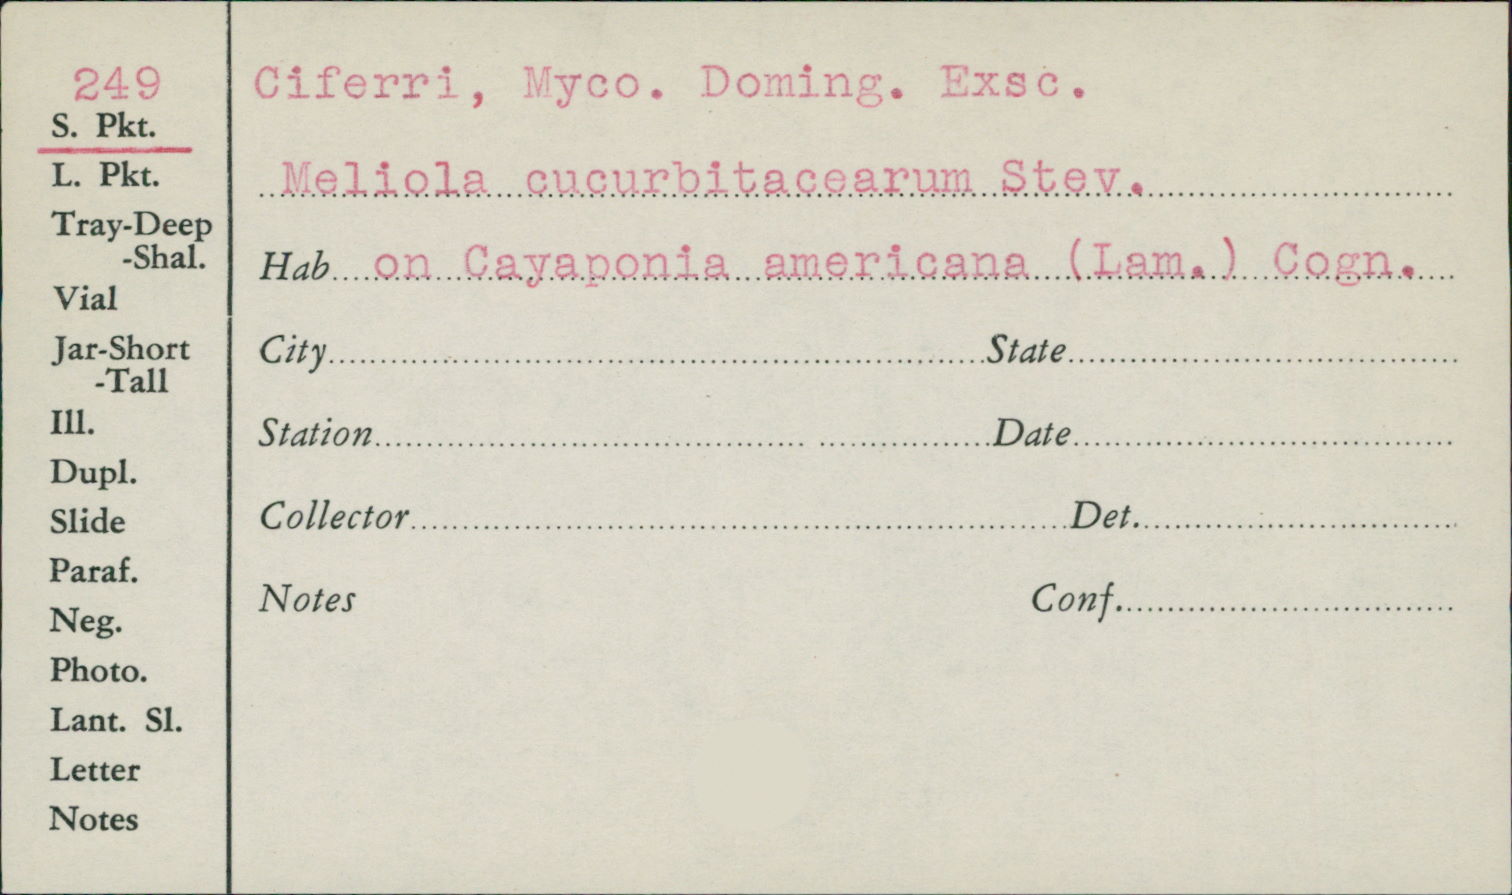 249
S. Pkt.
L. Pkt.
Tray-Deep
-Shal.
Vial
Jar-Short
-Tall
Ill.
Dupl.
Slide
Paraf.
Neg.
Photo.
Lant. Sl.
Letter
Notes
Ciferri, Myco. Doming. Exsc.
Meliola cucurbitacearum Stev.
Hab on Cayaponia americana (Lam.) Cogn.
City State
Station Date
Collector Det.
Notes Conf.